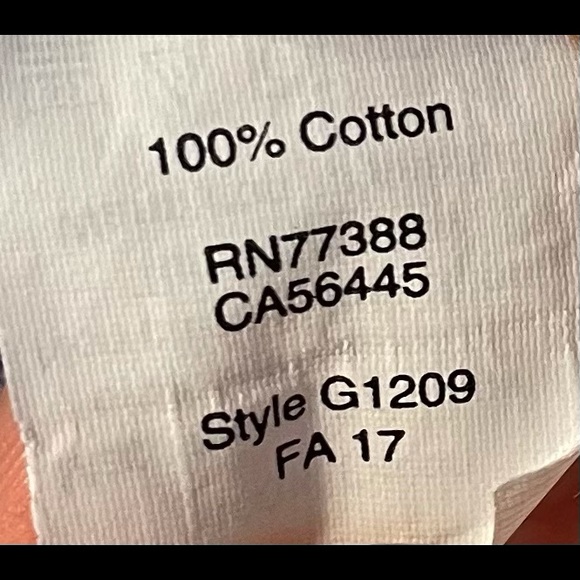 100% Cotton
RN77388
CA56445
Style G1209
FA 17